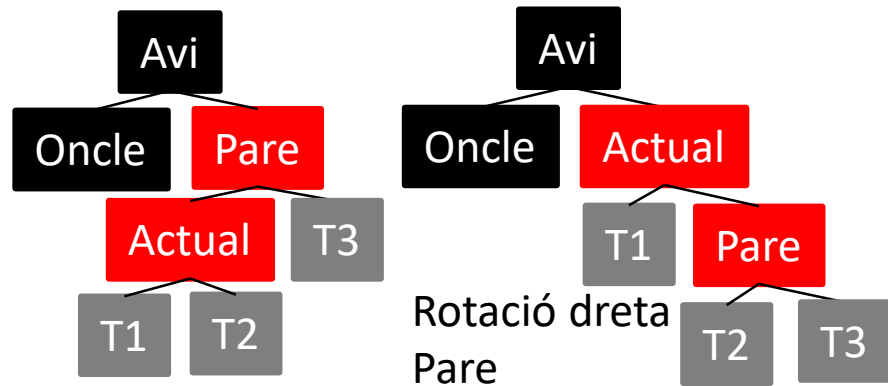 Avi
Oncle Pare
Actual T3
T1 T2
Avi
Oncle Actual
T1 Pare
T2 T3
Rotació dreta
Pare